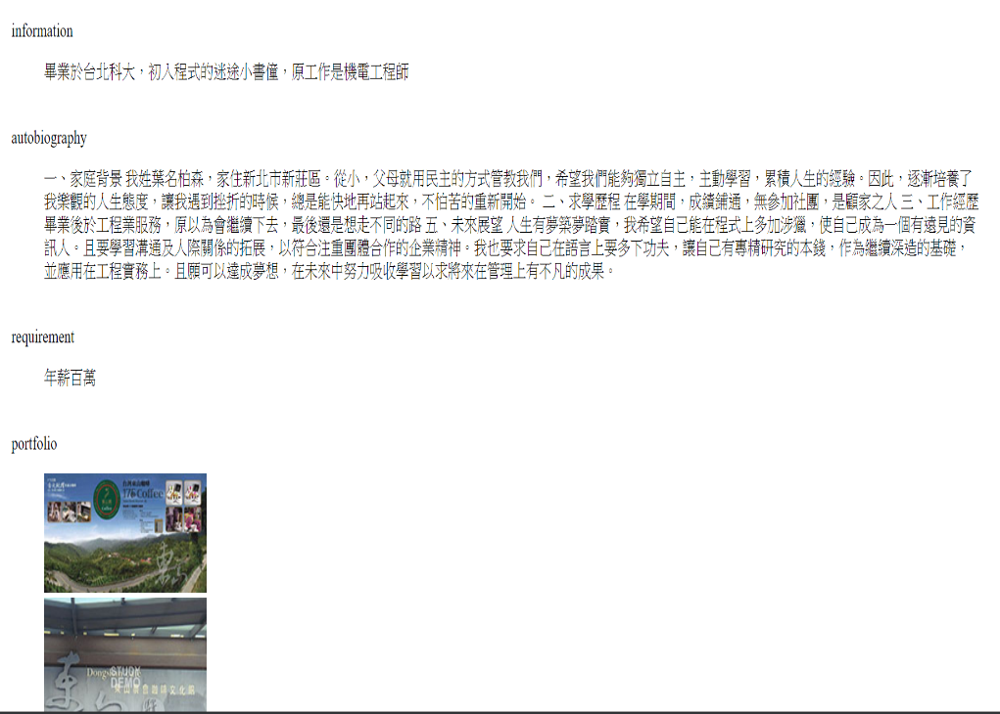 information
畢業於台北科大，初入程式的迷途小書僮，原工作是機電工程師
autobiography
一、家庭背景 我姓葉名柏森，家住新北市新莊區。從小，父母就用民主的方式管教我們，希望我們能夠獨立自主，主動學習，累積人生的經驗。因此，逐漸培養了
我樂觀的人生態度，讓我遇到挫折的時候，總是能快地再站起來，不怕苦的重新開始。 二、求學歷程 在學期間，成績鋪通，無參加社團，是顧家之人 三、工作經歷
畢業後於工程業服務，原以為會繼續下去，最後還是想走不同的路 五、未來展望 人生有夢築夢踏實，我希望自己能在程式上多加涉獵，使自己成為一個有遠見的資
訊人。且要學習溝通及人際關係的拓展，以符合注重團體合作的企業精神。我也要求自己在語言上要多下功夫，讓自己有專精研究的本錢，作為繼續深造的基礎，
並應用在工程實務上。且願可以達成夢想，在未來中努力吸收學習以求將來在管理上有不凡的成果。
requirement
年薪百萬
portfolio
175 Coffee
東山
STUCK
DEMO